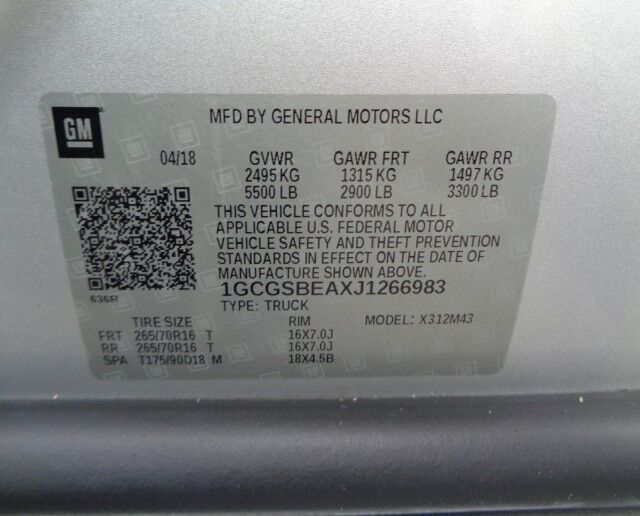 GM
MFD BY GENERAL MOTORS LLC
04/18 GVWR GAWR FRT GAWR RR
2495 KG 1315 KG 1497 KG
5500 LB 2900 LB 3300 LB
THIS VEHICLE CONFORMS TO ALL
APPLICABLE U.S. FEDERAL MOTOR
VEHICLE SAFETY AND THEFT PREVENTION
STANDARDS IN EFFECT ON THE DATE OF
MANUFACTURE SHOWN ABOVE.
636R 1GCGSBEAXJ1266983
TYPE: TRUCK
TIRE SIZE RIM MODEL: X312M43
FRT 265/70R16 T 16X7.0J
RR 265/70R16 T 16X7.0J
SPA T175/90D18 M 18X4.5B